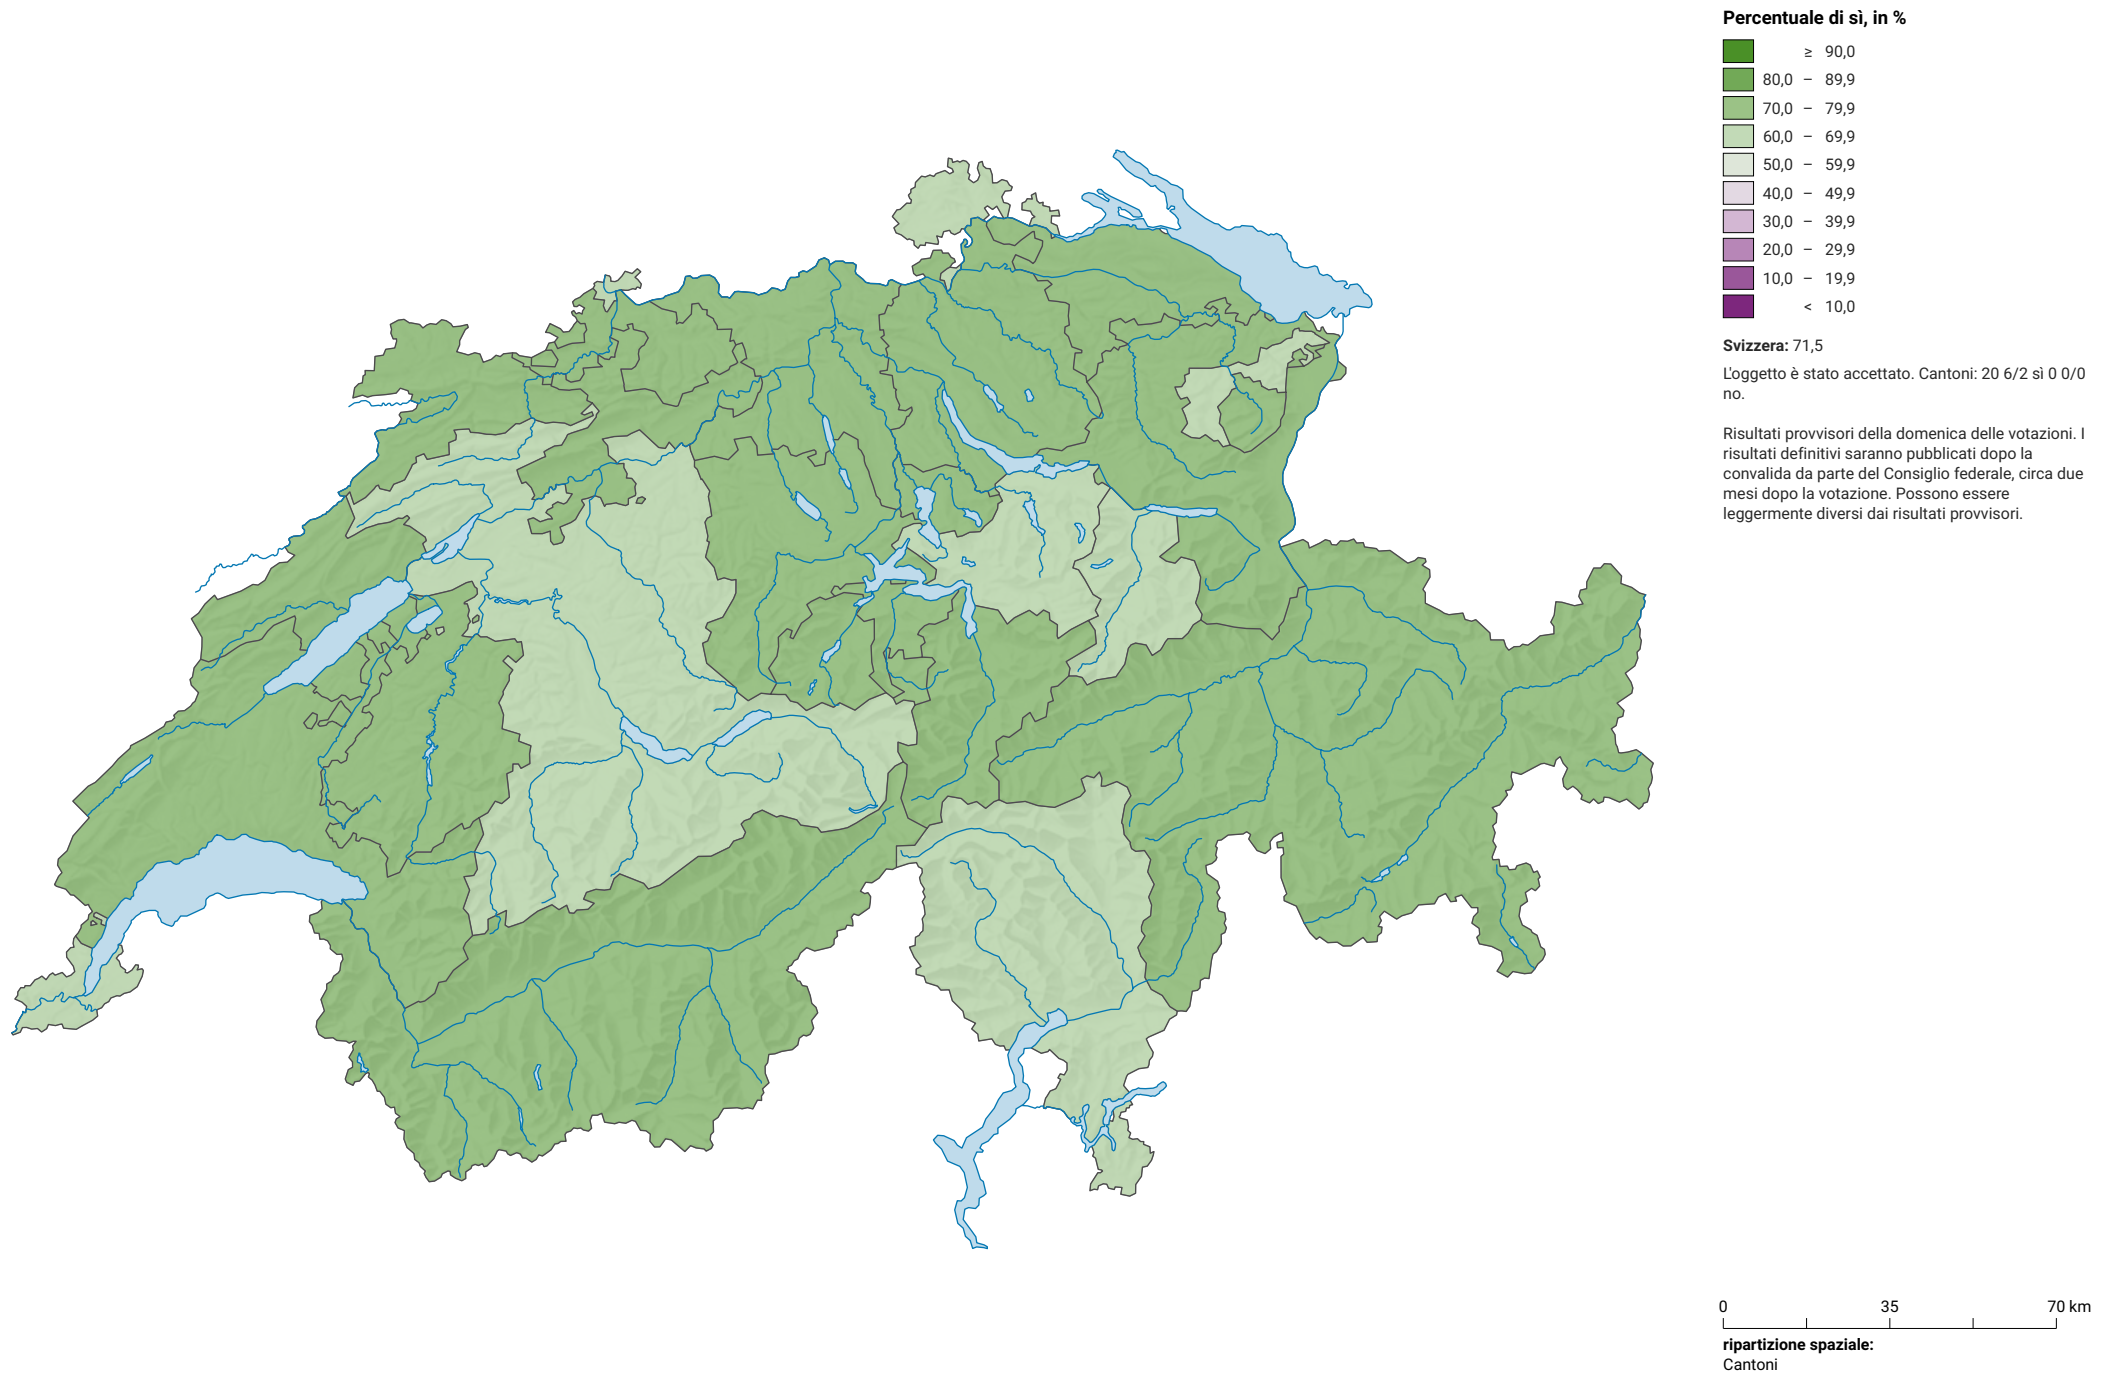 Percentuale di sì, in %
≥ 90,0
80,0 – 89,9
70,0 – 79,9
60,0 – 69,9
50,0 – 59,9
40,0 – 49,9
30,0 – 39,9
20,0 – 29,9
10,0 – 19,9
< 10,0
Svizzera: 71,5
L'oggetto è stato accettato. Cantoni: 20 6/2 sì 0 0/0
no.
Risultati provvisori della domenica delle votazioni. I
risultati definitivi saranno pubblicati dopo la
convalida da parte del Consiglio federale, circa due
mesi dopo la votazione. Possono essere
leggermente diversi dai risultati provvisori.
0 35 70 km
ripartizione spaziale:
Cantoni